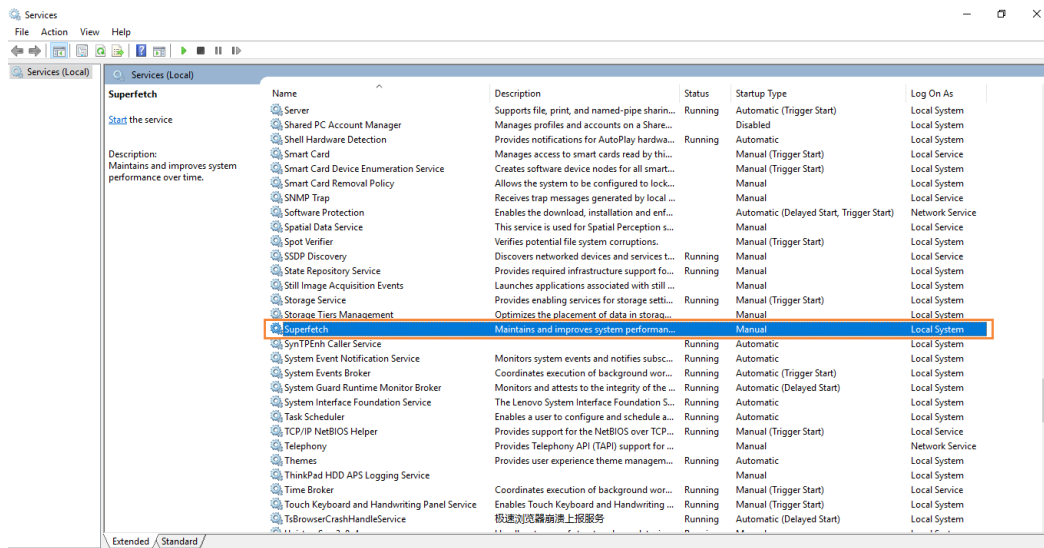 Services
File Action View Help
Services (Local)
Services (Local)
Superfetch
Start the service
Description:
Maintains and improves system
performance over time.
Name Description Status Startup Type Log On As
Server Supports file, print, and named-pipe sharin... Running Automatic (Trigger Start) Local System
Shared PC Account Manager Manages profiles and accounts on a Share... Disabled Local System
Shell Hardware Detection Provides notifications for AutoPlay hardwa... Running Automatic Local System
Smart Card Manages access to smart cards read by thi... Manual (Trigger Start) Local Service
Smart Card Device Enumeration Service Creates software device nodes for all smart... Manual (Trigger Start) Local System
Smart Card Removal Policy Allows the system to be configured to lock... Manual Local System
SNMP Trap Receives trap messages generated by local ... Manual Local Service
Software Protection Enables the download, installation and enf... Automatic (Delayed Start, Trigger Start) Network Service
Spatial Data Service This service is used for Spatial Perception s... Manual Local Service
Spot Verifier Verifies potential file system corruptions. Manual (Trigger Start) Local System
SSDP Discovery Discovers networked devices and services t... Running Manual Local Service
State Repository Service Provides required infrastructure support fo... Running Manual Local System
Still Image Acquisition Events Launches applications associated with still ... Manual Local System
Storage Service Provides enabling services for storage setti... Running Manual (Trigger Start) Local System
Storage Tiers Management Optimizes the placement of data in storag... Manual Local System
Superfetch Maintains and improves system performan... Manual Local System
SynTPEnh Caller Service Running Automatic Local System
System Event Notification Service Monitors system events and notifies subsc... Running Automatic Local System
System Events Broker Coordinates execution of background wor... Running Automatic (Trigger Start) Local System
System Guard Runtime Monitor Broker Monitors and attests to the integrity of the ... Running Automatic (Delayed Start) Local System
System Interface Foundation Service The Lenovo System Interface Foundation S... Running Automatic Local System
Task Scheduler Enables a user to configure and schedule a... Running Automatic Local System
TCP/IP NetBIOS Helper Provides support for the NetBIOS over TCP... Running Manual (Trigger Start) Local Service
Telephony Provides Telephony API (TAPI) support for ... Manual Network Service
Themes Provides user experience theme managem... Running Automatic Local System
ThinkPad HDD APS Logging Service Manual Local System
Time Broker Coordinates execution of background wor... Running Manual (Trigger Start) Local Service
Touch Keyboard and Handwriting Panel Service Enables Touch Keyboard and Handwriting ... Running Manual (Trigger Start) Local System
TsBrowserCrashHandleService 极速浏览器崩溃上报服务 Running Automatic (Delayed Start) Local System
Extended Standard